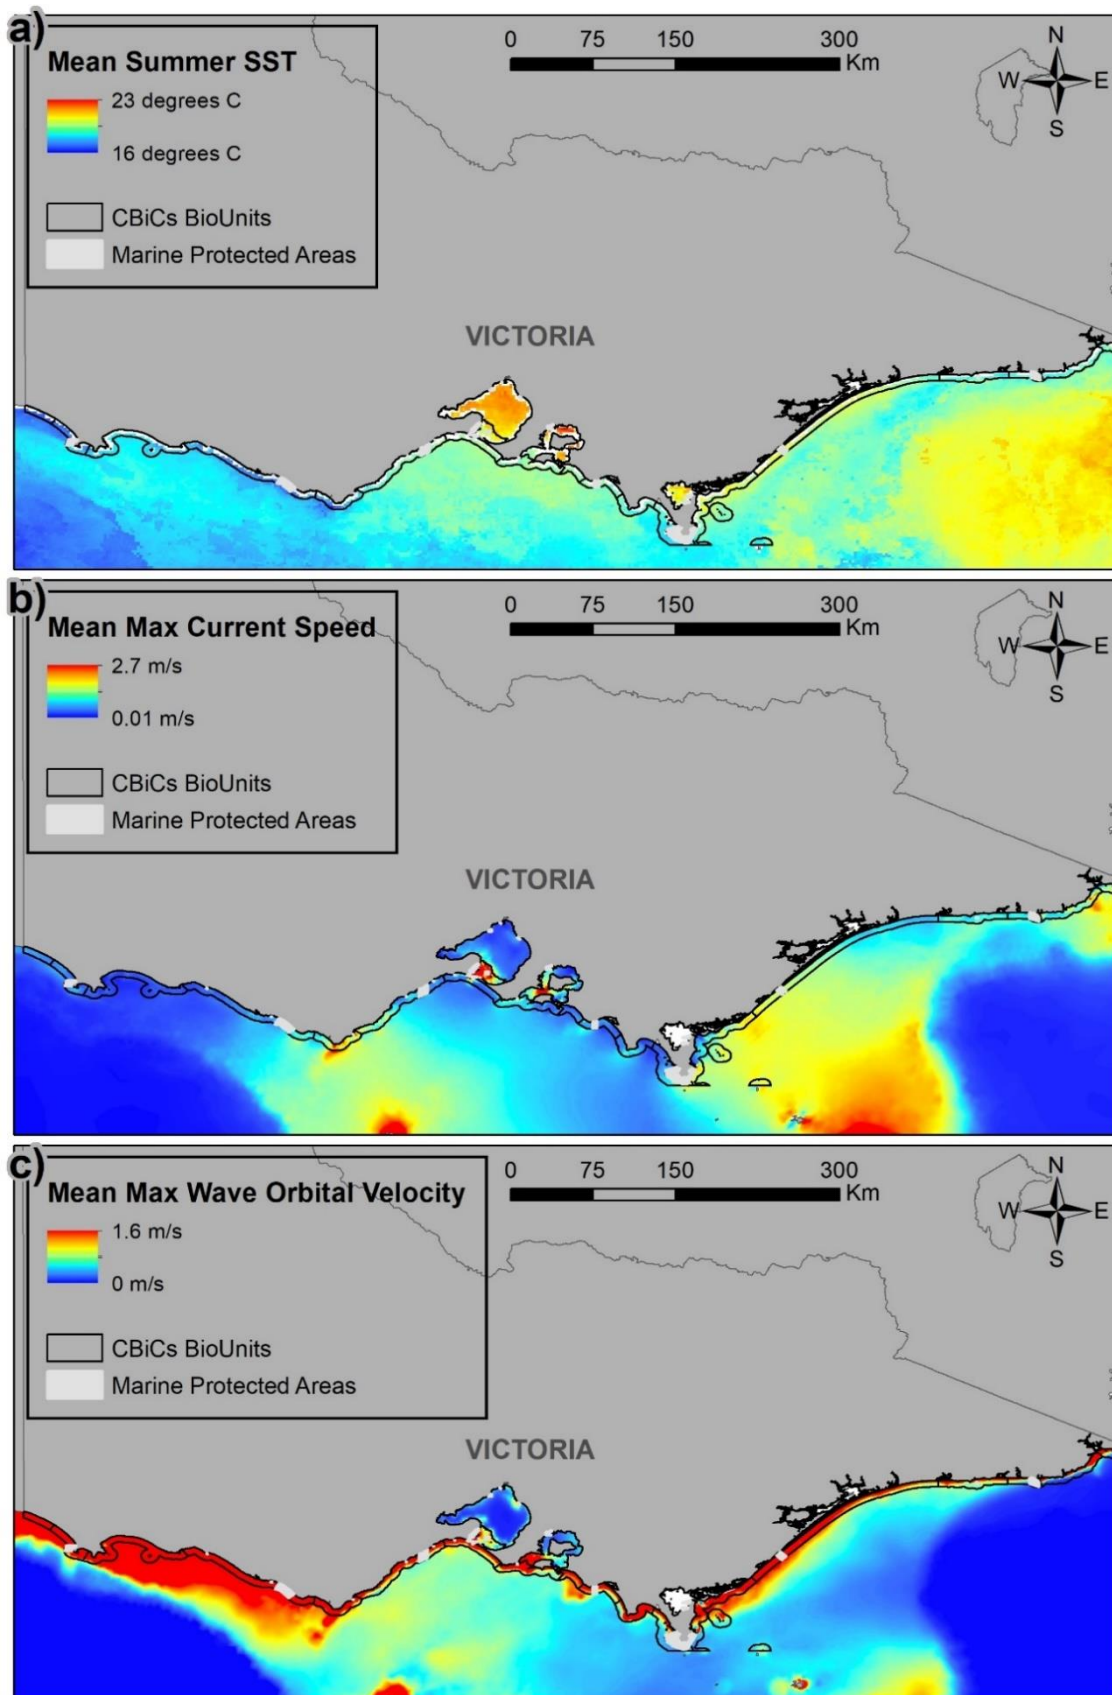 a)
Mean Summer SST
23 degrees C
16 degrees C
CBiCs BioUnits
Marine Protected Areas
0 75 150 300
Km
N
W E
S
VICTORIA
b)
Mean Max Current Speed
2.7 m/s
0.01 m/s
CBiCs BioUnits
Marine Protected Areas
0 75 150 300
Km
N
W E
S
VICTORIA
c)
Mean Max Wave Orbital Velocity
1.6 m/s
0 m/s
CBiCs BioUnits
Marine Protected Areas
0 75 150 300
Km
N
W E
S
VICTORIA